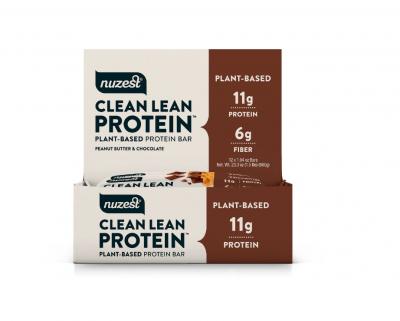 nuzest®
CLEAN LEAN
PROTEIN™
PLANT-BASED PROTEIN BAR
PEANUT BUTTER & CHOCOLATE
PLANT-BASED
11g
PROTEIN
6g
FIBER
nuzest®
CLEAN LEAN
PROTEIN™
PLANT-BASED PROTEIN BAR
PLANT-BASED
11g
PROTEIN